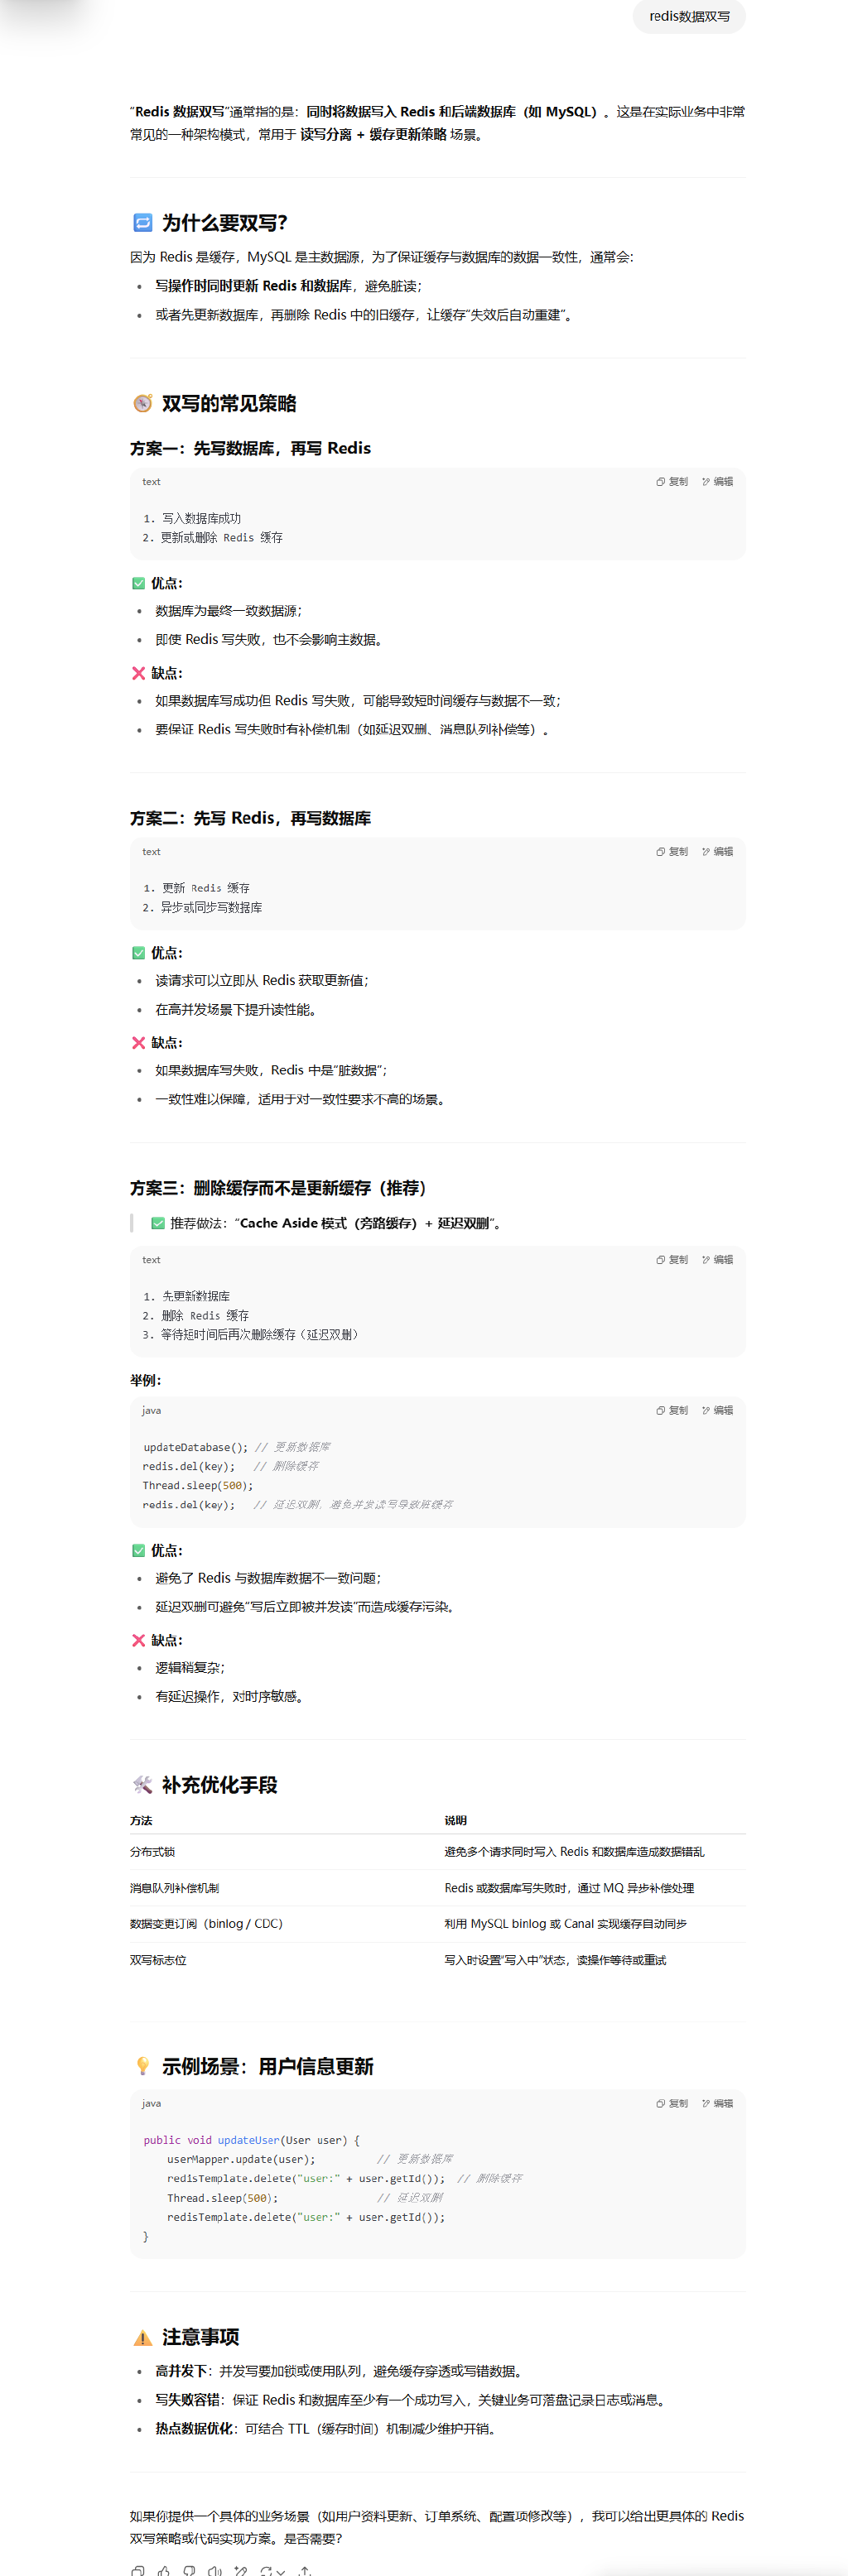 redis数据双写
“Redis 数据双写”通常指的是：同时将数据写入 Redis 和后端数据库（如 MySQL）。这是在实际业务中非常
常见的一种架构模式，常用于 读写分离 + 缓存更新策略 场景。
为什么要双写？
因为 Redis 是缓存，MySQL 是主数据源，为了保证缓存与数据库的数据一致性，通常会：
• 写操作时同时更新 Redis 和数据库，避免脏读；
• 或者先更新数据库，再删除 Redis 中的旧缓存，让缓存“失效后自动重建”。
双写的常见策略
方案一：先写数据库，再写 Redis
text 复制 编辑
1. 写入数据库成功
2. 更新或删除 Redis 缓存
✅ 优点：
• 数据库为最终一致数据源；
• 即使 Redis 写失败，也不会影响主数据。
❌ 缺点：
• 如果数据库写成功但 Redis 写失败，可能导致短时间缓存与数据不一致；
• 要保证 Redis 写失败时有补偿机制（如延迟双删、消息队列补偿等）。
方案二：先写 Redis，再写数据库
text 复制 编辑
1. 更新 Redis 缓存
2. 异步或同步写数据库
✅ 优点：
• 读请求可以立即从 Redis 获取更新值；
• 在高并发场景下提升读性能。
❌ 缺点：
• 如果数据库写失败，Redis 中是“脏数据”；
• 一致性难以保障，适用于对一致性要求不高的场景。
方案三：删除缓存而不是更新缓存（推荐）
✅ 推荐做法：“Cache Aside 模式（旁路缓存）+ 延迟双删”。
text 复制 编辑
1. 先更新数据库
2. 删除 Redis 缓存
3. 等待短时间后再次删除缓存（延迟双删）
举例：
java 复制 编辑
updateDatabase(); // 更新数据库
redis.del(key); // 删除缓存
Thread.sleep(500);
redis.del(key); // 延迟双删，避免并发读写导致脏缓存
✅ 优点：
• 避免了 Redis 与数据库数据不一致问题；
• 延迟双删可避免“写后立即被并发读”而造成缓存污染。
❌ 缺点：
• 逻辑稍复杂；
• 有延迟操作，对时序敏感。
补充优化手段
方法 说明
分布式锁 避免多个请求同时写入 Redis 和数据库造成数据错乱
消息队列补偿机制 Redis 或数据库写失败时，通过 MQ 异步补偿处理
数据变更订阅（binlog / CDC） 利用 MySQL binlog 或 Canal 实现缓存自动同步
双写标志位 写入时设置“写入中”状态，读操作等待或重试
示例场景：用户信息更新
java 复制 编辑
public void updateUser(User user) {
userMapper.update(user); // 更新数据库
redisTemplate.delete("user:" + user.getId()); // 删除缓存
Thread.sleep(500); // 延迟双删
redisTemplate.delete("user:" + user.getId());
}
注意事项
• 高并发下：并发写要加锁或使用队列，避免缓存穿透或写错数据。
• 写失败容错：保证 Redis 和数据库至少有一个成功写入，关键业务可落盘记录日志或消息。
• 热点数据优化：可结合 TTL（缓存时间）机制减少维护开销。
如果你提供一个具体的业务场景（如用户资料更新、订单系统、配置项修改等），我可以给出更具体的 Redis
双写策略或代码实现方案。是否需要？